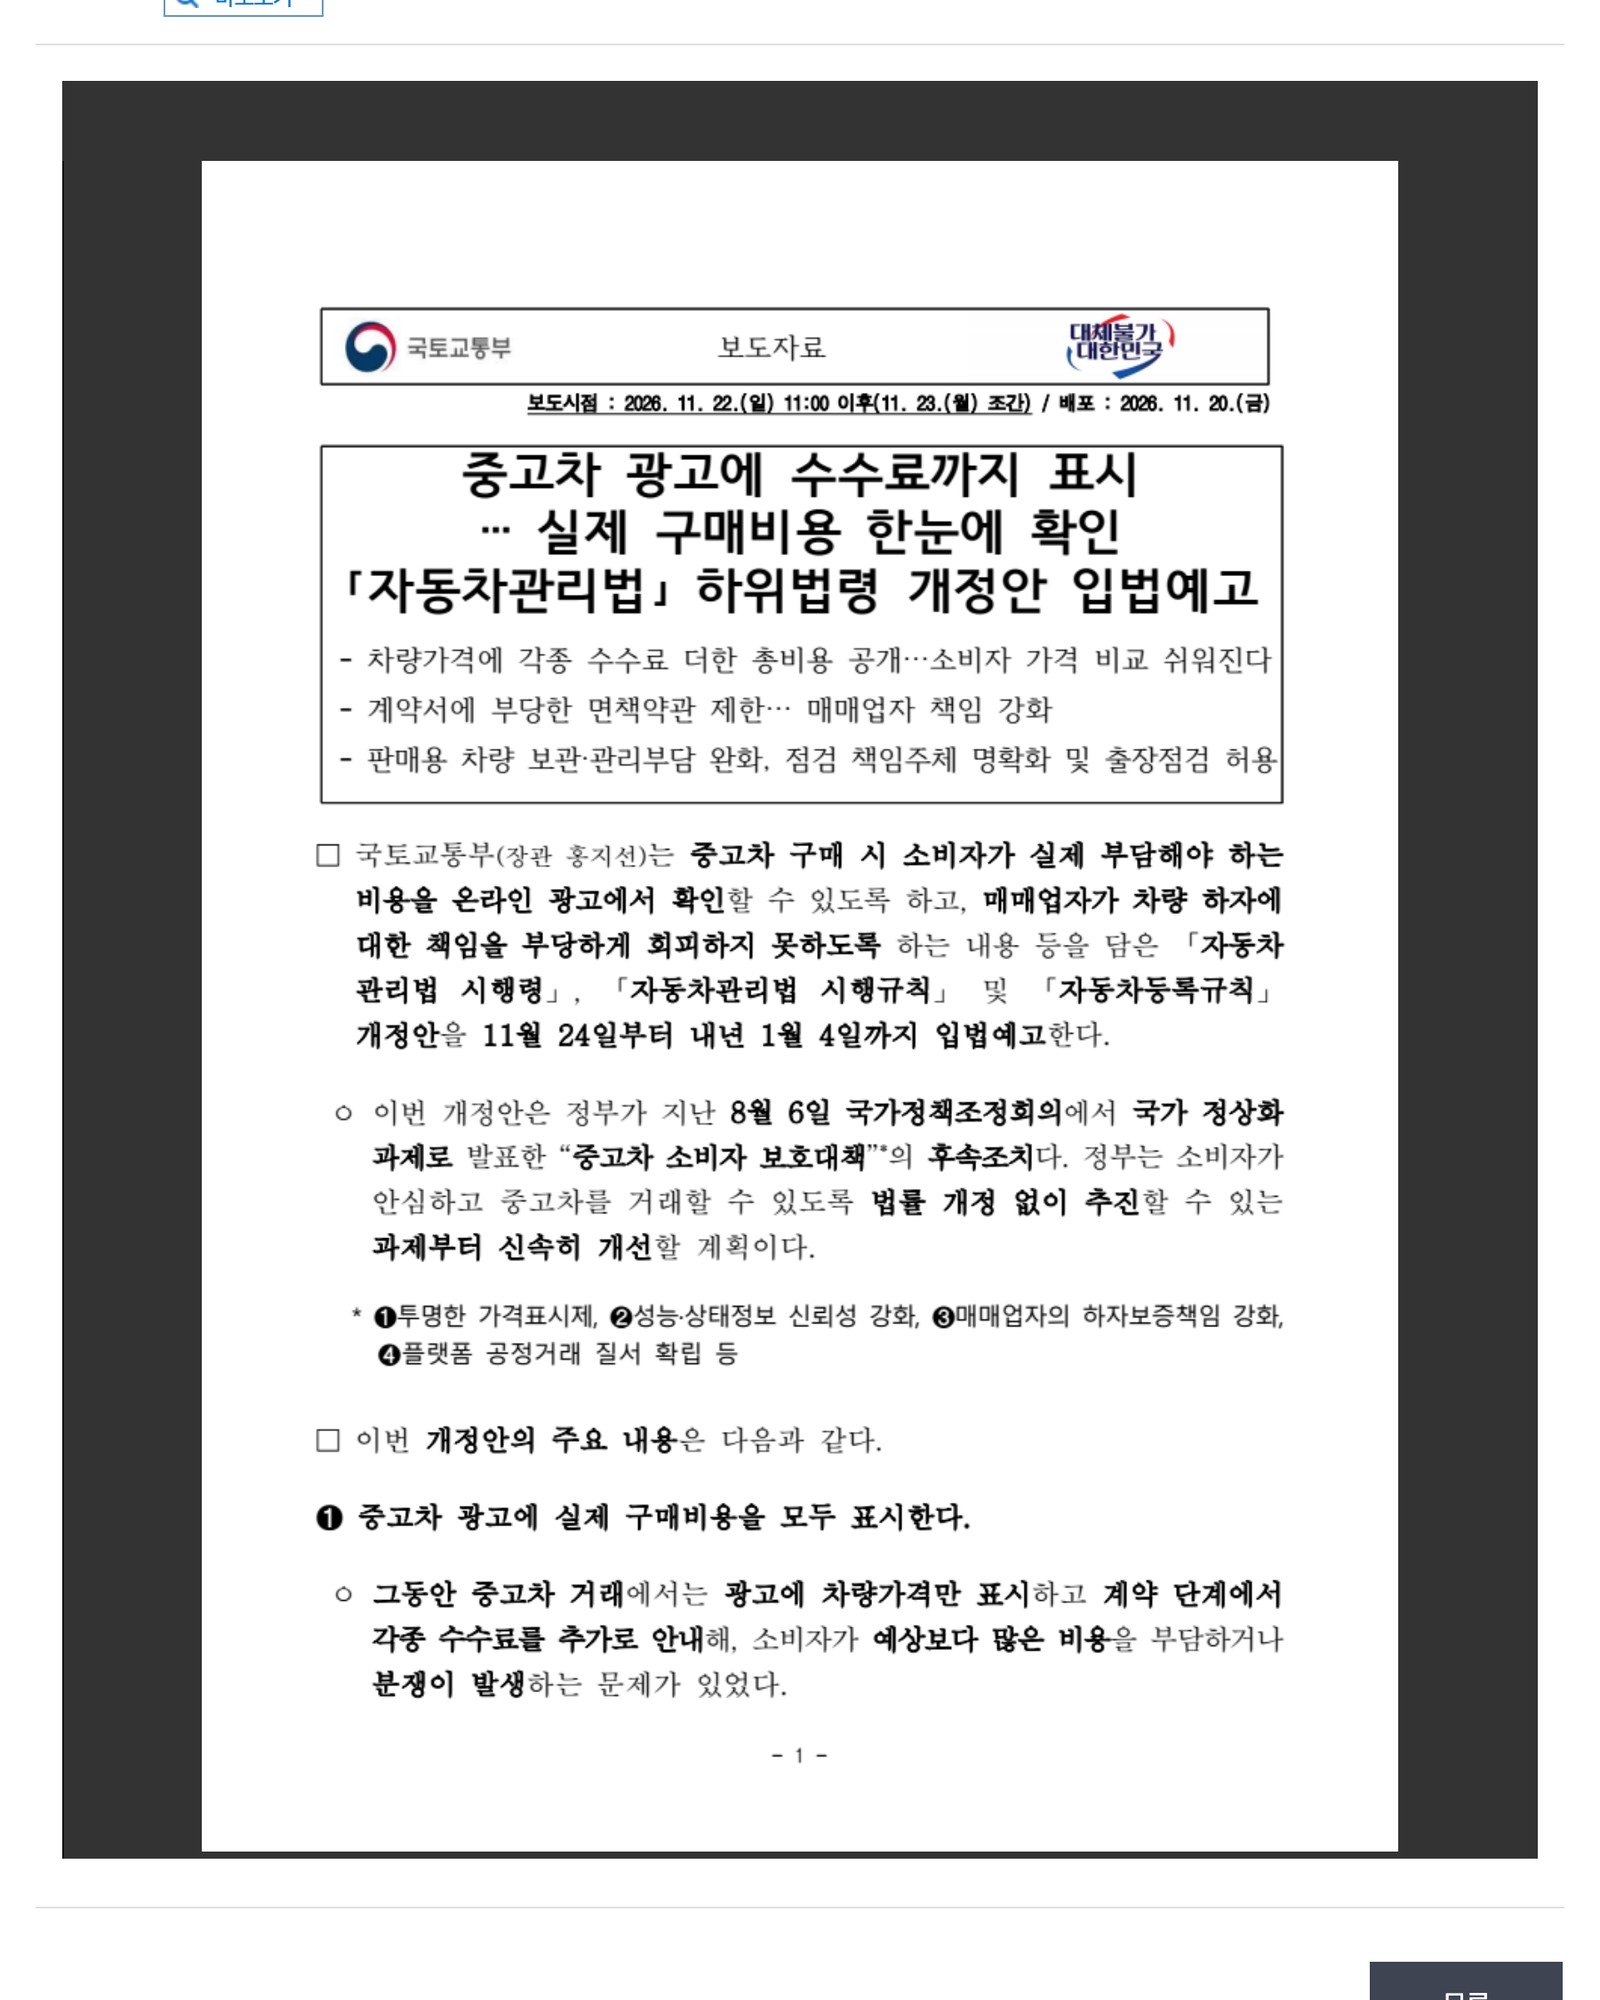 국토교통부
보도자료
대체불가
대한민국
보도시점 : 2026. 11. 22.(일) 11:00 이후(11. 23.(월) 조간) / 배포 : 2026. 11. 20.(금)
중고차 광고에 수수료까지 표시
… 실제 구매비용 한눈에 확인
「자동차관리법」 하위법령 개정안 입법예고
- 차량가격에 각종 수수료 더한 총비용 공개…소비자 가격 비교 쉬워진다
- 계약서에 부당한 면책약관 제한… 매매업자 책임 강화
- 판매용 차량 보관·관리부담 완화, 점검 책임주체 명확화 및 출장점검 허용
□ 국토교통부(장관 홍지선)는 중고차 구매 시 소비자가 실제 부담해야 하는
비용을 온라인 광고에서 확인할 수 있도록 하고, 매매업자가 차량 하자에
대한 책임을 부당하게 회피하지 못하도록 하는 내용 등을 담은 「자동차
관리법 시행령」, 「자동차관리법 시행규칙」 및 「자동차등록규칙」
개정안을 11월 24일부터 내년 1월 4일까지 입법예고한다.
ㅇ 이번 개정안은 정부가 지난 8월 6일 국가정책조정회의에서 국가 정상화
과제로 발표한 “중고차 소비자 보호대책”*의 후속조치다. 정부는 소비자가
안심하고 중고차를 거래할 수 있도록 법률 개정 없이 추진할 수 있는
과제부터 신속히 개선할 계획이다.
* ❶투명한 가격표시제, ❷성능·상태정보 신뢰성 강화, ❸매매업자의 하자보증책임 강화,
❹플랫폼 공정거래 질서 확립 등
□ 이번 개정안의 주요 내용은 다음과 같다.
❶ 중고차 광고에 실제 구매비용을 모두 표시한다.
ㅇ 그동안 중고차 거래에서는 광고에 차량가격만 표시하고 계약 단계에서
각종 수수료를 추가로 안내해, 소비자가 예상보다 많은 비용을 부담하거나
분쟁이 발생하는 문제가 있었다.
- 1 -